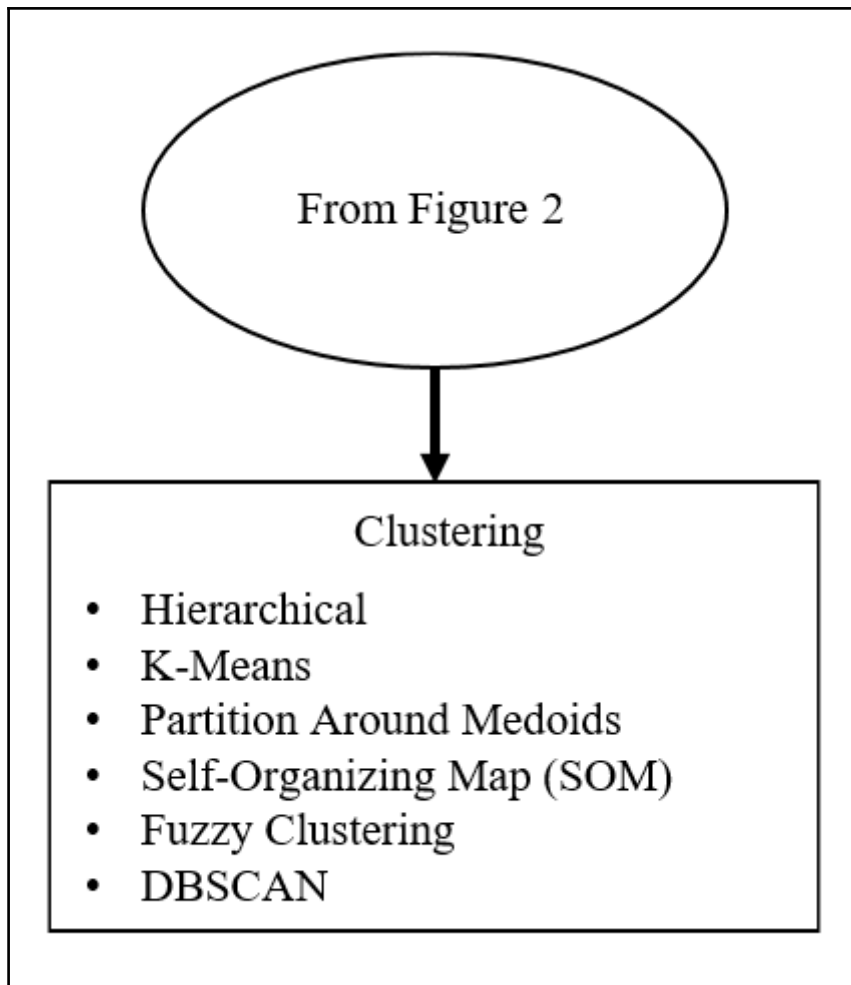 From Figure 2
Clustering
• Hierarchical
• K-Means
• Partition Around Medoids
• Self-Organizing Map (SOM)
• Fuzzy Clustering
• DBSCAN